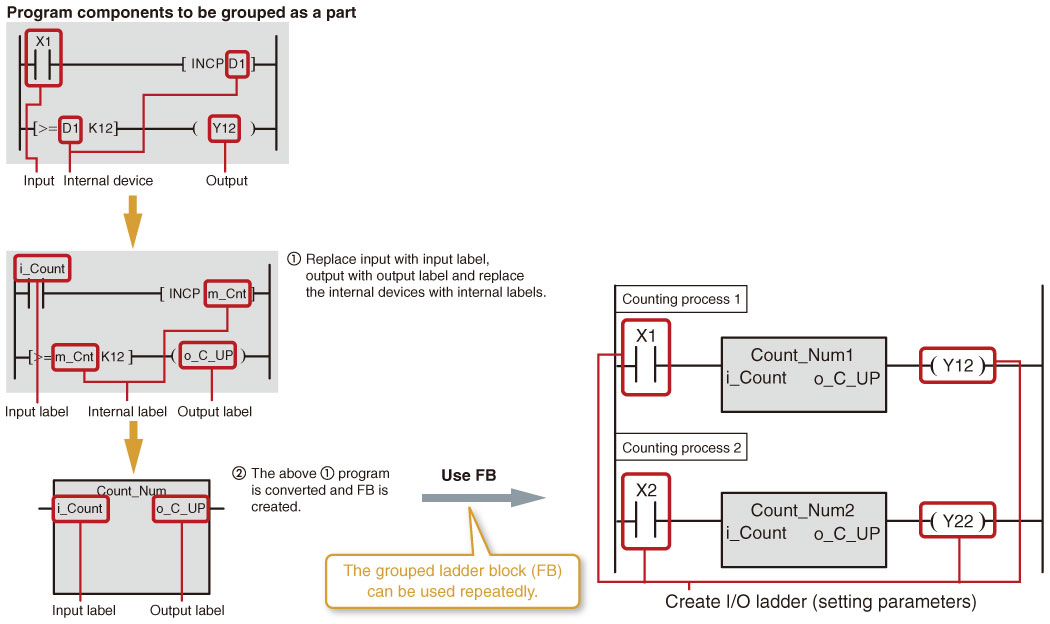 Program components to be grouped as a part
X1
[ INCP D1 ]
[>= D1 K12]
( Y12 )
Input Internal device Output
i_Count
[ INCP m_Cnt ]
[>= m_Cnt K12 ]
( o_C_UP )
Input label Internal label Output label
① Replace input with input label,
output with output label and replace
the internal devices with internal labels.
Count_Num
i_Count o_C_UP
Input label Output label
② The above ① program
is converted and FB is
created.
Use FB
The grouped ladder block (FB)
can be used repeatedly.
Counting process 1
X1
Count_Num1
i_Count o_C_UP
( Y12 )
Counting process 2
X2
Count_Num2
i_Count o_C_UP
( Y22 )
Create I/O ladder (setting parameters)